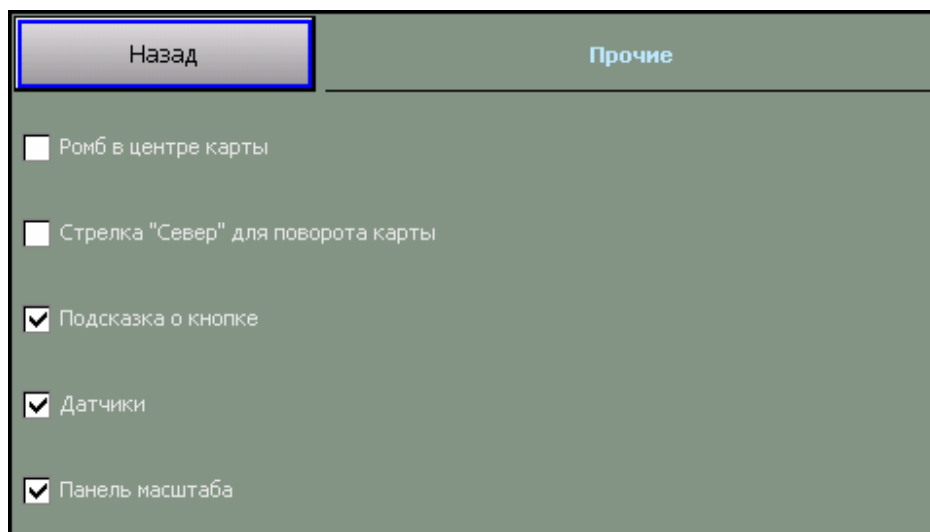 Назад
Прочие
Ромб в центре карты
Стрелка "Север" для поворота карты
Подсказка о кнопке
Датчики
Панель масштаба